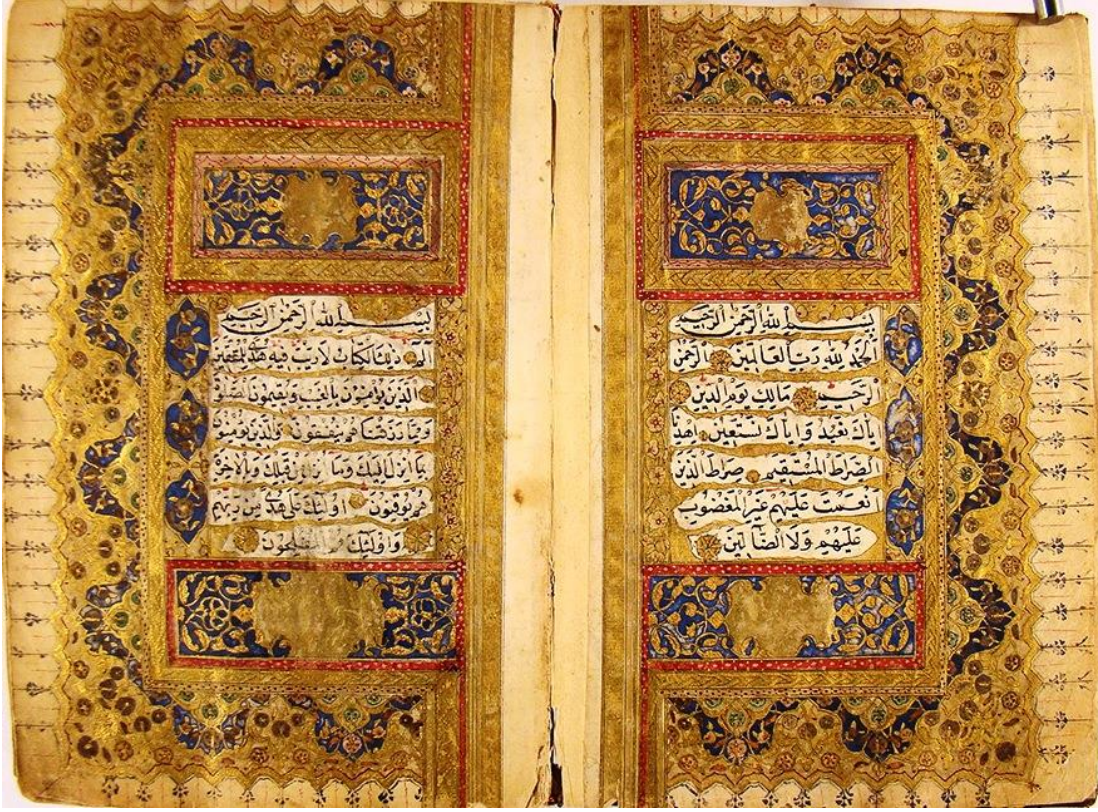 بسم الله الرحمن الرحيم
الحمد لله رب العالمين الرحمن
الرحيم مالك يوم الدين
اياك نعبد واياك نستعين اهدنا
الصراط المستقيم صراط الذين
انعمت عليهم غير المغضوب
عليهم ولا الضالين
بسم الله الرحمن الرحيم
الم ذلك الكتاب لا ريب فيه هدى للمتقين
الذين يؤمنون بالغيب ويقيمون الصلوة
ومما رزقناهم ينفقون والذين يؤمنون
بما انزل اليك وما انزل من قبلك وبالاخرة
هم يوقنون اولئك على هدى من ربهم
واولئك هم المفلحون